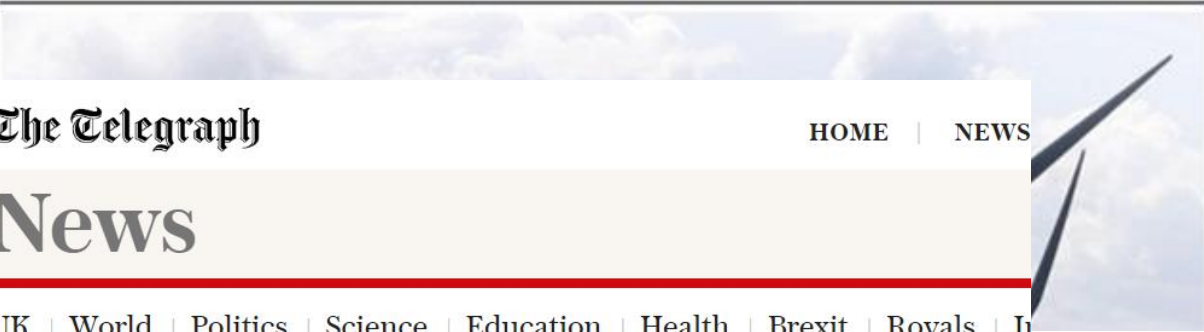 The Telegraph
HOME | NEWS
News
UK | World | Politics | Science | Education | Health | Brexit | Royals |